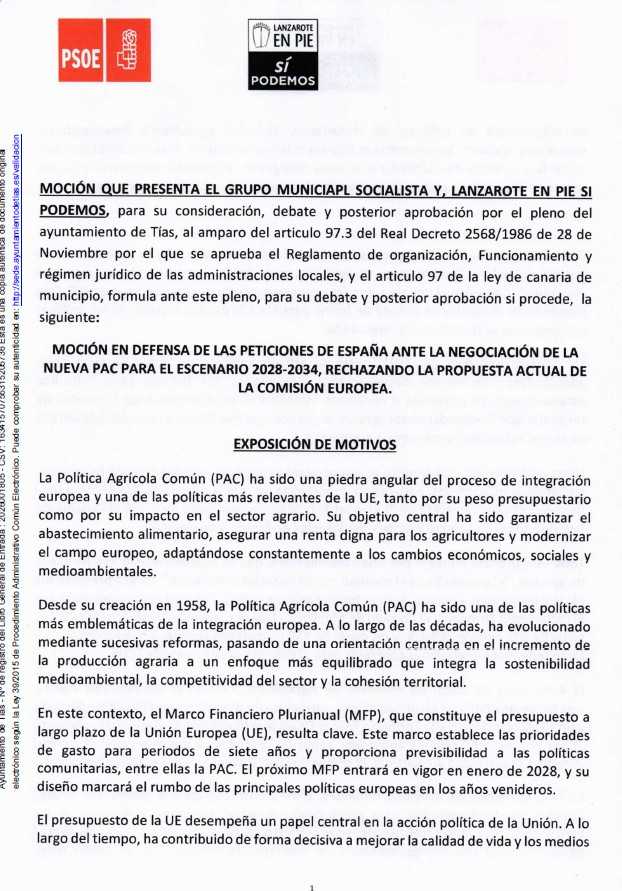 PSOE
LANZAROTE
EN PIE
SÍ
PODEMOS
MOCIÓN QUE PRESENTA EL GRUPO MUNICIAPL SOCIALISTA Y, LANZAROTE EN PIE SI
PODEMOS, para su consideración, debate y posterior aprobación por el pleno del
ayuntamiento de Tías, al amparo del articulo 97.3 del Real Decreto 2568/1986 de 28 de
Noviembre por el que se aprueba el Reglamento de organización, Funcionamiento y
régimen jurídico de las administraciones locales, y el articulo 97 de la ley de canaria de
municipio, formula ante este pleno, para su debate y posterior aprobación si procede, la
siguiente:
MOCIÓN EN DEFENSA DE LAS PETICIONES DE ESPAÑA ANTE LA NEGOCIACIÓN DE LA
NUEVA PAC PARA EL ESCENARIO 2028-2034, RECHAZANDO LA PROPUESTA ACTUAL DE
LA COMISIÓN EUROPEA.
EXPOSICIÓN DE MOTIVOS
La Política Agrícola Común (PAC) ha sido una piedra angular del proceso de integración
europea y una de las políticas más relevantes de la UE, tanto por su peso presupuestario
como por su impacto en el sector agrario. Su objetivo central ha sido garantizar el
abastecimiento alimentario, asegurar una renta digna para los agricultores y modernizar
el campo europeo, adaptándose constantemente a los cambios económicos, sociales y
medioambientales.
Desde su creación en 1958, la Política Agrícola Común (PAC) ha sido una de las políticas
más emblemáticas de la integración europea. A lo largo de las décadas, ha evolucionado
mediante sucesivas reformas, pasando de una orientación centrada en el incremento de
la producción agraria a un enfoque más equilibrado que integra la sostenibilidad
medioambiental, la competitividad del sector y la cohesión territorial.
En este contexto, el Marco Financiero Plurianual (MFP), que constituye el presupuesto a
largo plazo de la Unión Europea (UE), resulta clave. Este marco establece las prioridades
de gasto para periodos de siete años y proporciona previsibilidad a las políticas
comunitarias, entre ellas la PAC. El próximo MFP entrará en vigor en enero de 2028, y su
diseño marcará el rumbo de las principales políticas europeas en los años venideros.
El presupuesto de la UE desempeña un papel central en la acción política de la Unión. A lo
largo del tiempo, ha contribuido de forma decisiva a mejorar la calidad de vida y los medios
1
Ayuntamiento de Tías - Nº de registro del Libro General de Entrada : Esta es una copia auténtica de documento original
electrónico según la Ley 39/2015 de Procedimiento Administrativo Común Electrónico. Puede comprobar su autenticidad en: http://sede.ayuntamientodetias.es/validacion